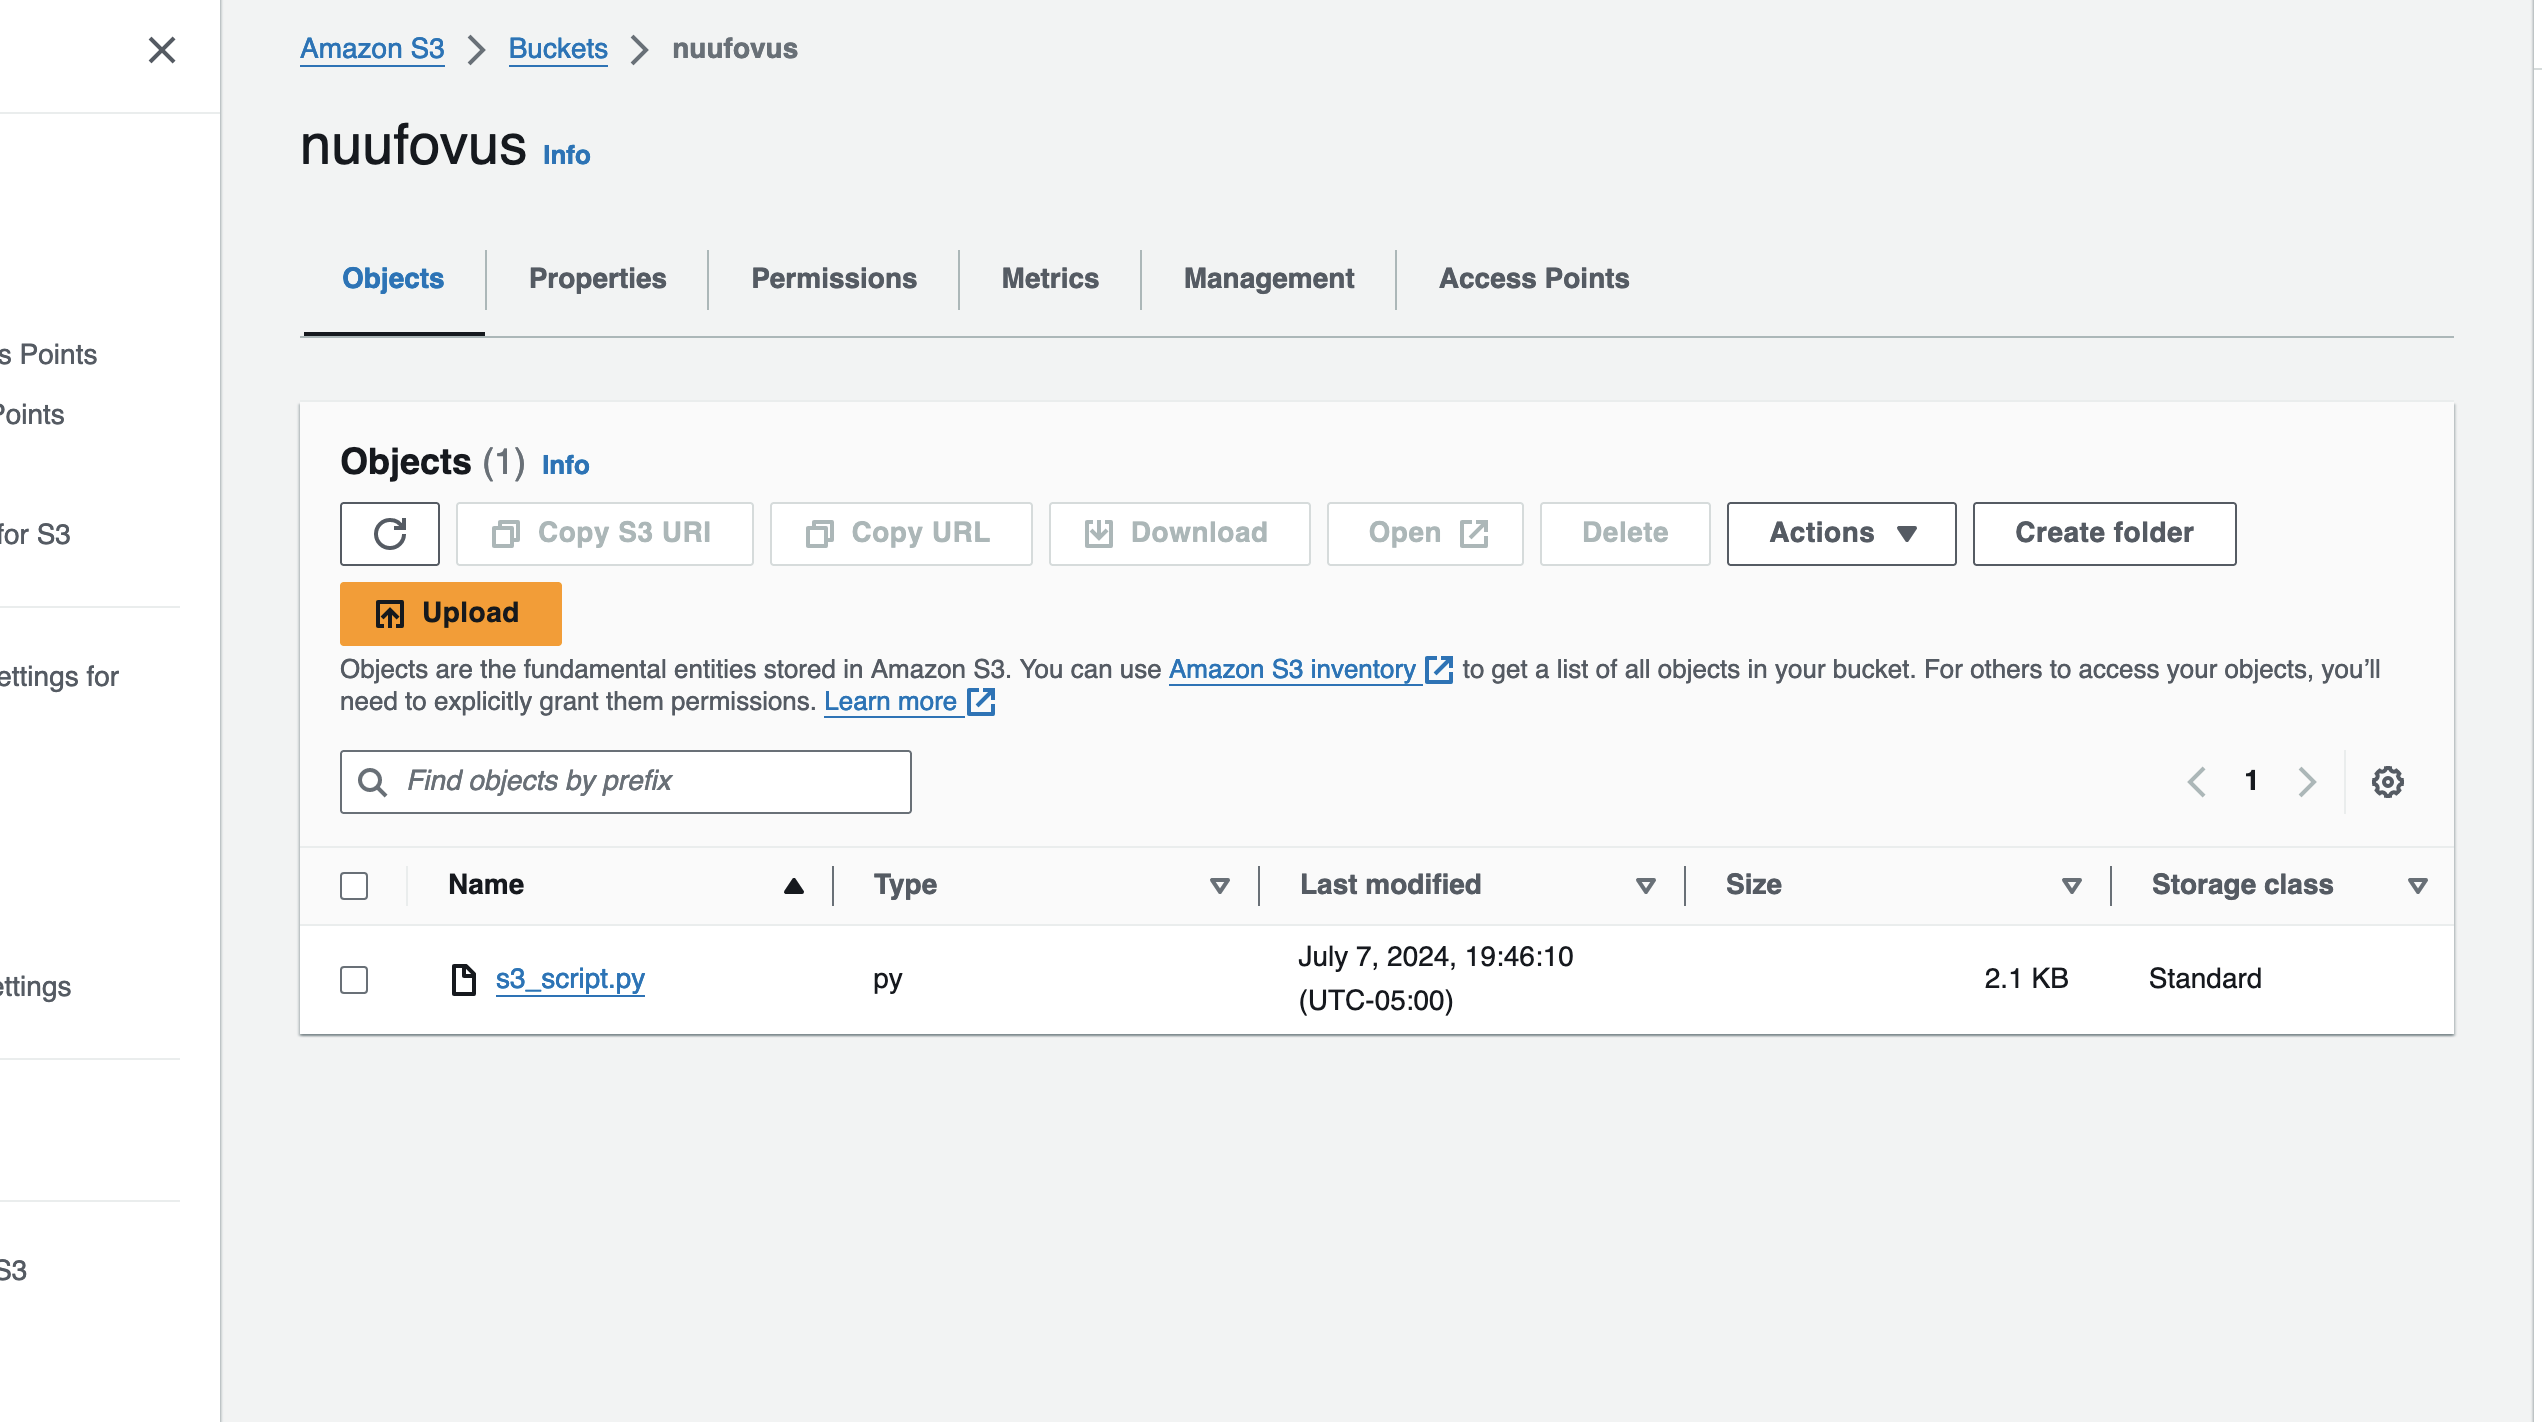 Amazon S3 > Buckets > nuufovus
nuufovus Info
Objects Properties Permissions Metrics Management Access Points
s Points
Points
for S3
ettings for
ettings
S3
Objects (1) Info
Copy S3 URI Copy URL Download Open Delete Actions Create folder
Upload
Objects are the fundamental entities stored in Amazon S3. You can use Amazon S3 inventory to get a list of all objects in your bucket. For others to access your objects, you'll
need to explicitly grant them permissions. Learn more
Find objects by prefix
1
Name Type Last modified Size Storage class
s3_script.py py July 7, 2024, 19:46:10 2.1 KB Standard
(UTC-05:00)